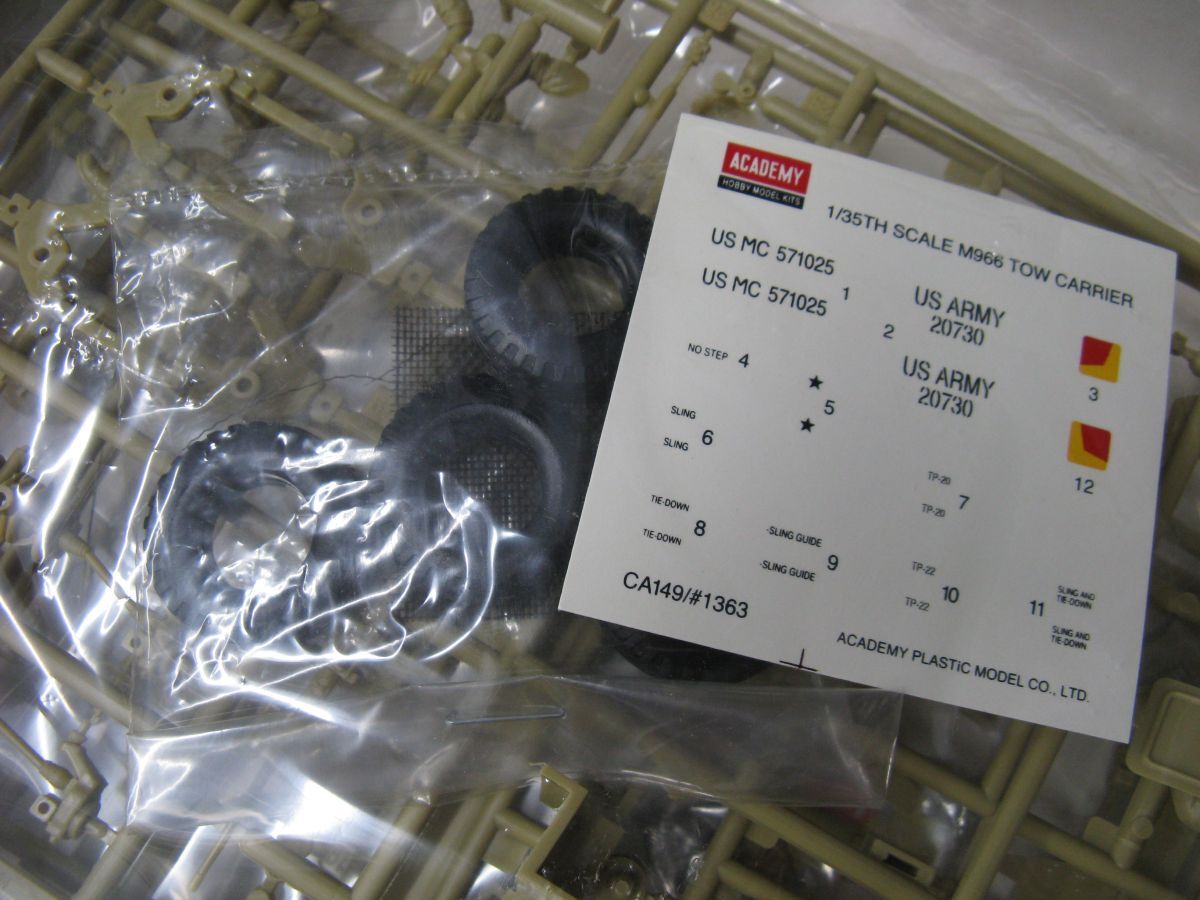 ACADEMY
HOBBY MODEL KITS
1/35TH SCALE M966 TOW CARRIER
US MC 571025
US MC 571025
1
2
US ARMY
20730
US ARMY
20730
3
NO STEP 4
5
SLING
SLING
6
12
TP-20
TP-20
7
TIE-DOWN
TIE-DOWN
8
-SLING GUIDE
-SLING GUIDE
9
TP-22
TP-22
10
11
SLING AND
TIE-DOWN
SLING AND
TIE-DOWN
CA149/#1363
ACADEMY PLASTIC MODEL CO., LTD.